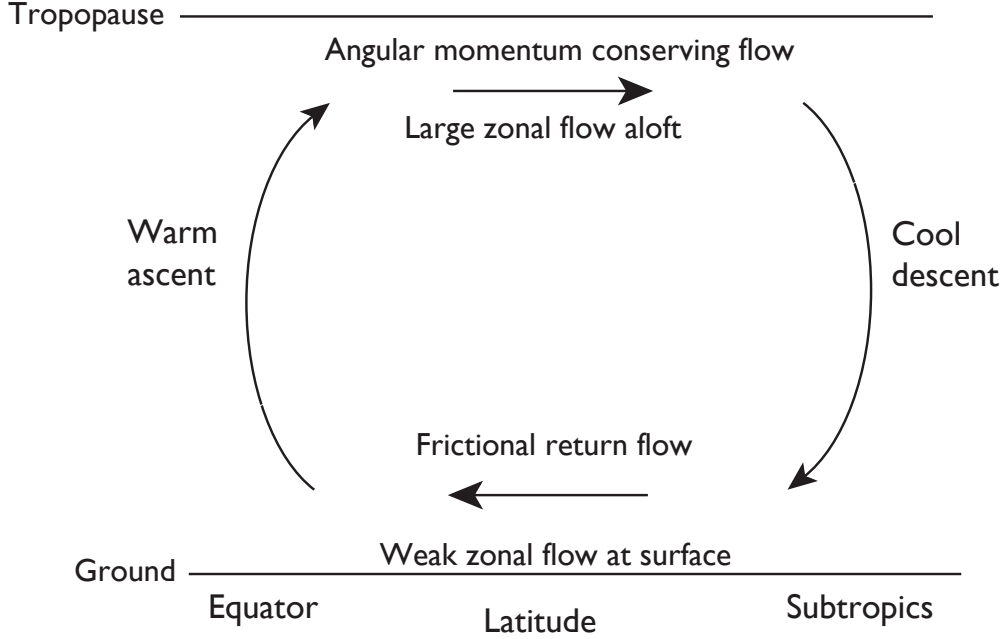 Tropopause
Angular momentum conserving flow
Large zonal flow aloft
Warm
ascent
Cool
descent
Frictional return flow
Weak zonal flow at surface
Ground
Equator
Latitude
Subtropics